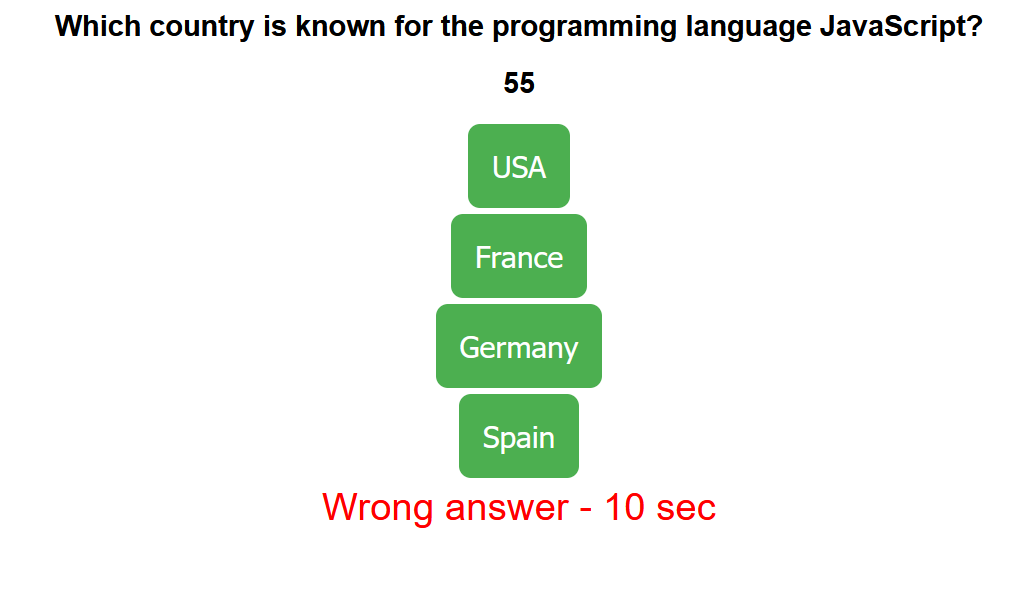 Which country is known for the programming language JavaScript?
55
USA
France
Germany
Spain
Wrong answer - 10 sec